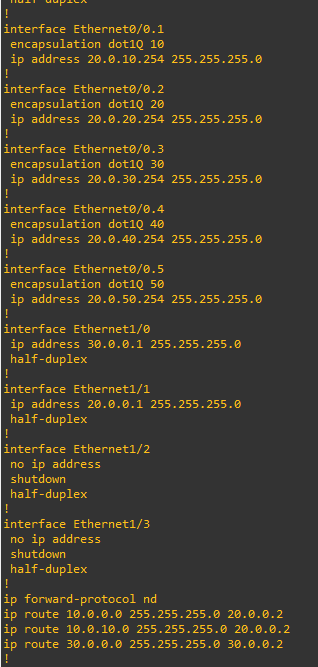 half-duplex
!
interface Ethernet0/0.1
encapsulation dot1Q 10
ip address 20.0.10.254 255.255.255.0
!
interface Ethernet0/0.2
encapsulation dot1Q 20
ip address 20.0.20.254 255.255.255.0
!
interface Ethernet0/0.3
encapsulation dot1Q 30
ip address 20.0.30.254 255.255.255.0
!
interface Ethernet0/0.4
encapsulation dot1Q 40
ip address 20.0.40.254 255.255.255.0
!
interface Ethernet0/0.5
encapsulation dot1Q 50
ip address 20.0.50.254 255.255.255.0
!
interface Ethernet1/0
ip address 30.0.0.1 255.255.255.0
half-duplex
!
interface Ethernet1/1
ip address 20.0.0.1 255.255.255.0
half-duplex
!
interface Ethernet1/2
no ip address
shutdown
half-duplex
!
interface Ethernet1/3
no ip address
shutdown
half-duplex
!
ip forward-protocol nd
ip route 10.0.0.0 255.255.255.0 20.0.0.2
ip route 10.0.10.0 255.255.255.0 20.0.0.2
ip route 30.0.0.0 255.255.255.0 30.0.0.2
!